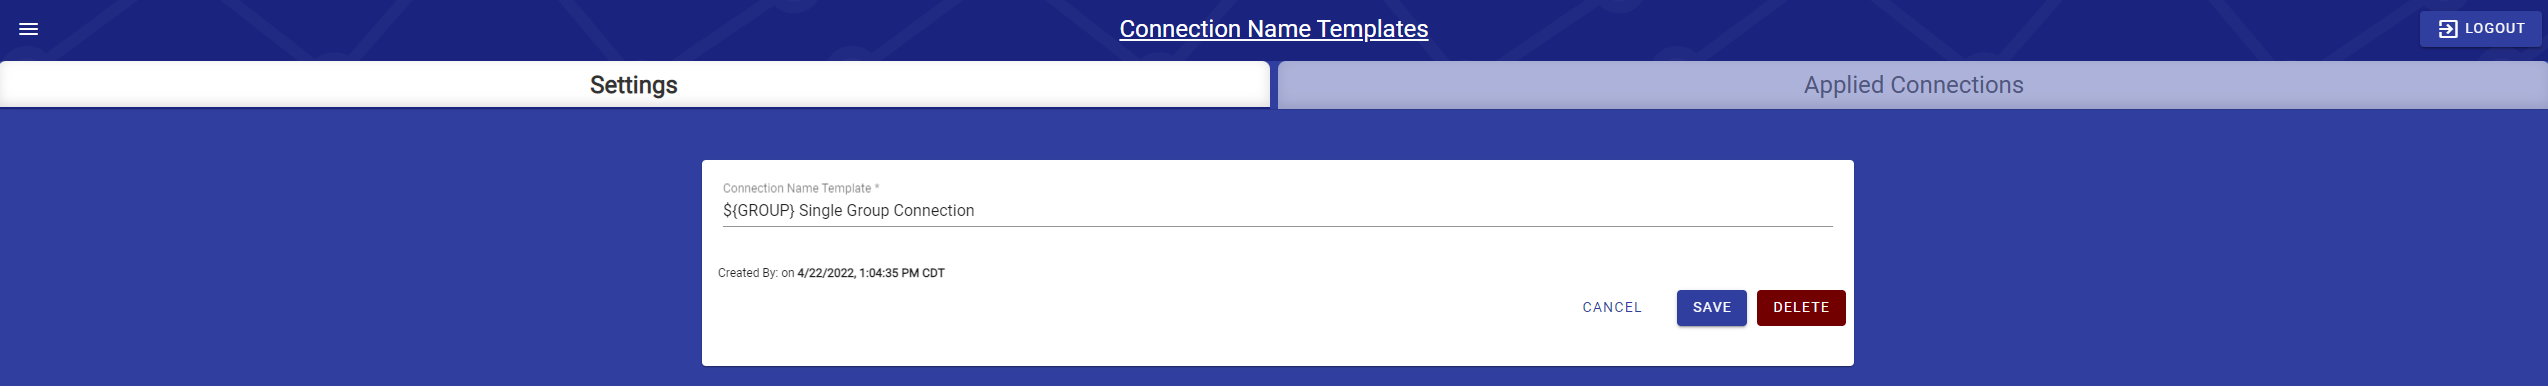 Connection Name Templates
LOGOUT
Settings
Applied Connections
Connection Name Template *
${GROUP} Single Group Connection
Created By: on 4/22/2022, 1:04:35 PM CDT
CANCEL
SAVE
DELETE